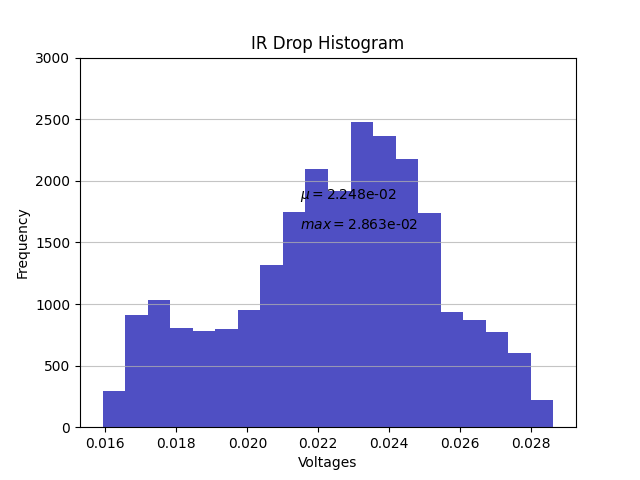 IR Drop Histogram
3000
2500
2000
1500
1000
500
0
Frequency
μ = 2.248e-02
max = 2.863e-02
0.016 0.018 0.020 0.022 0.024 0.026 0.028
Voltages